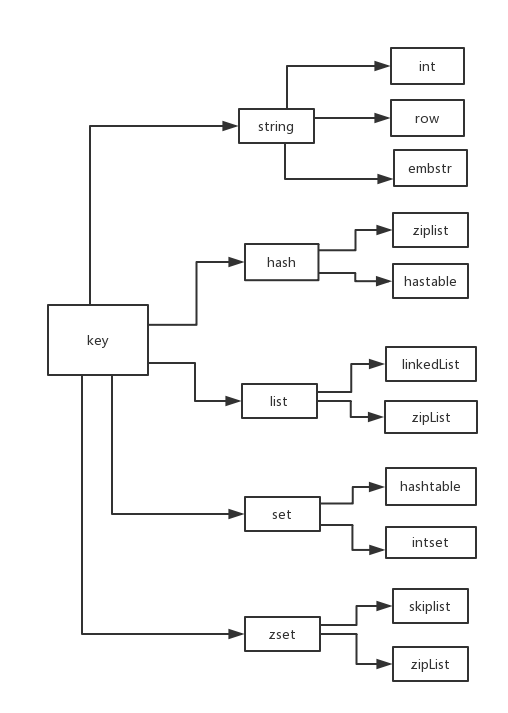 int
string
row
embstr
ziplist
hash
hastable
key
linkedList
list
zipList
hashtable
set
intset
skiplist
zset
zipList